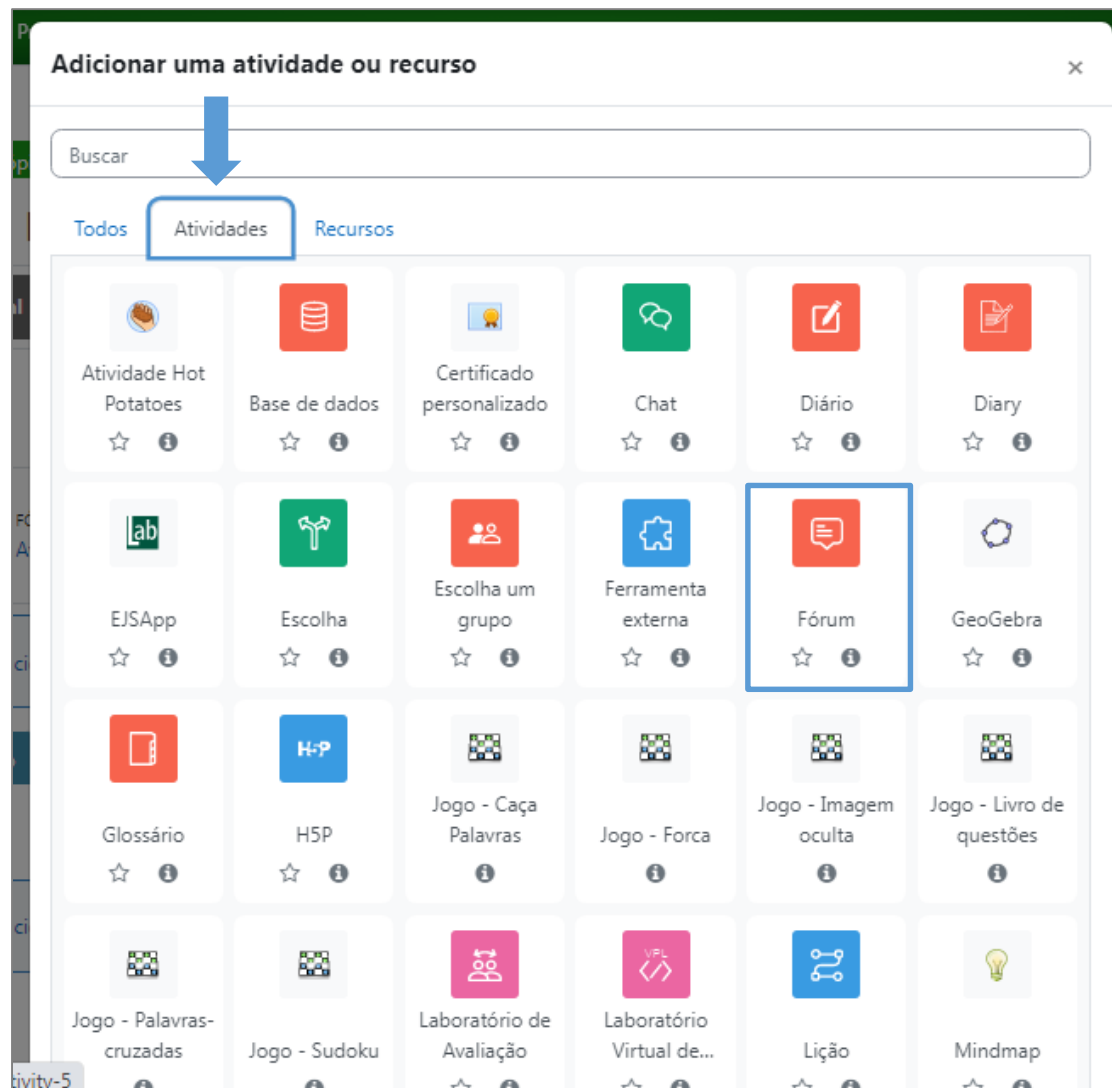 Adicionar uma atividade ou recurso
×
Buscar
Todos
Atividades
Recursos
Atividade Hot
Potatoes
Base de dados
Certificado
personalizado
Chat
Diário
Diary
Lab
EJSApp
Escolha
Escolha um
grupo
Ferramenta
externa
Fórum
GeoGebra
Glossário
H5P
H5P
Jogo - Caça
Palavras
Jogo - Forca
Jogo - Imagem
oculta
Jogo - Livro de
questões
Jogo - Palavras-
cruzadas
Jogo - Sudoku
Laboratório de
Avaliação
VPL
Laboratório
Virtual de...
Lição
Mindmap
tivity-5